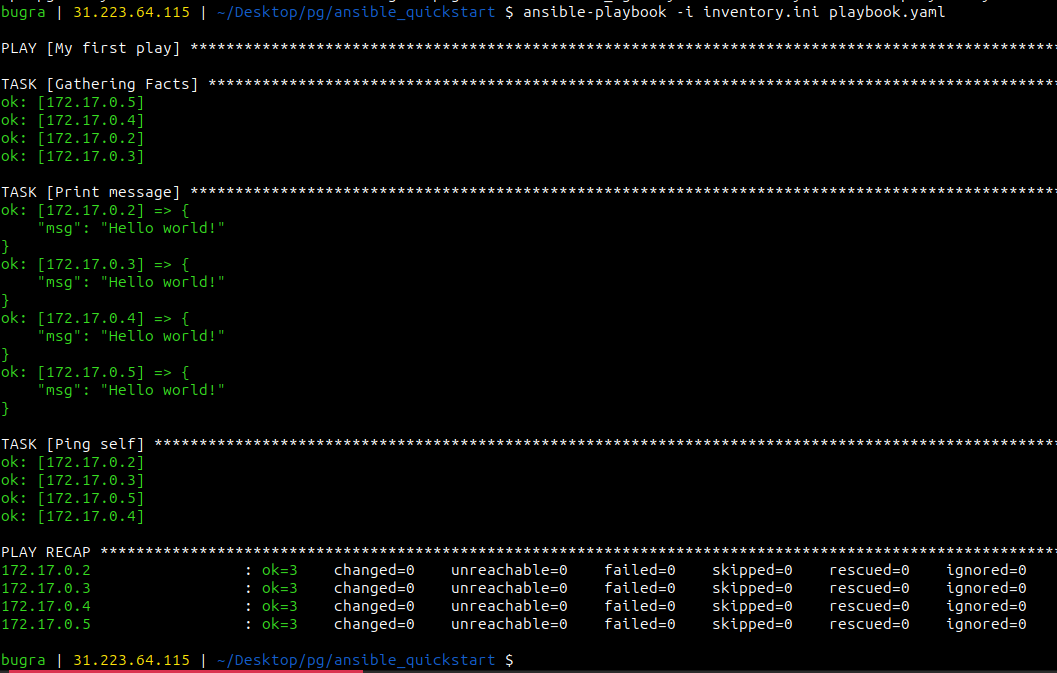 bugra | 31.223.64.115 | ~/Desktop/pg/ansible_quickstart $ ansible-playbook -i inventory.ini playbook.yaml
PLAY [My first play] ************************************************************************************************
TASK [Gathering Facts] **********************************************************************************************
ok: [172.17.0.5]
ok: [172.17.0.4]
ok: [172.17.0.2]
ok: [172.17.0.3]
TASK [Print message] ************************************************************************************************
ok: [172.17.0.2] => {
    "msg": "Hello world!"
}
ok: [172.17.0.3] => {
    "msg": "Hello world!"
}
ok: [172.17.0.4] => {
    "msg": "Hello world!"
}
ok: [172.17.0.5] => {
    "msg": "Hello world!"
}
TASK [Ping self] ****************************************************************************************************
ok: [172.17.0.2]
ok: [172.17.0.3]
ok: [172.17.0.5]
ok: [172.17.0.4]
PLAY RECAP **********************************************************************************************************
172.17.0.2                 : ok=3    changed=0    unreachable=0    failed=0    skipped=0    rescued=0    ignored=0
172.17.0.3                 : ok=3    changed=0    unreachable=0    failed=0    skipped=0    rescued=0    ignored=0
172.17.0.4                 : ok=3    changed=0    unreachable=0    failed=0    skipped=0    rescued=0    ignored=0
172.17.0.5                 : ok=3    changed=0    unreachable=0    failed=0    skipped=0    rescued=0    ignored=0
bugra | 31.223.64.115 | ~/Desktop/pg/ansible_quickstart $